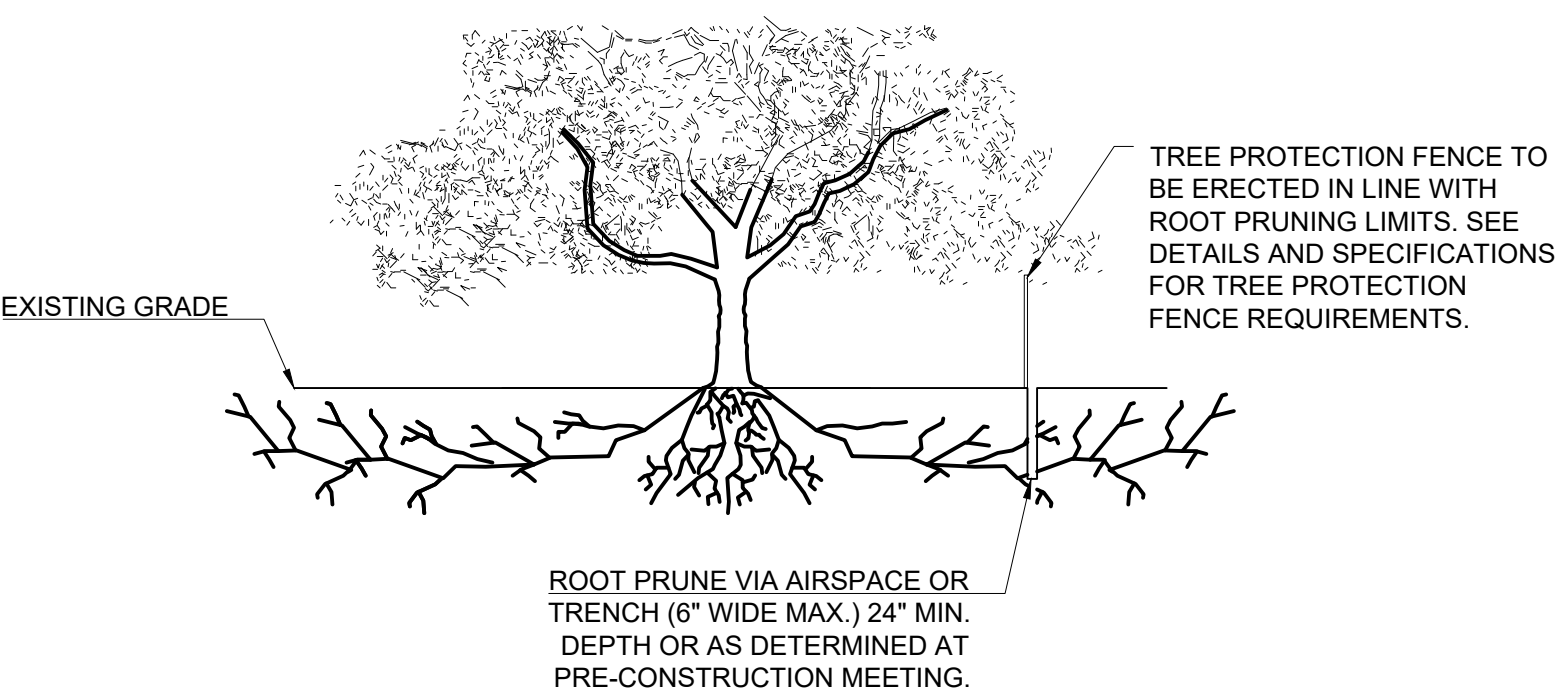 TREE PROTECTION FENCE TO
BE ERECTED IN LINE WITH
ROOT PRUNING LIMITS. SEE
DETAILS AND SPECIFICATIONS
FOR TREE PROTECTION
FENCE REQUIREMENTS.
EXISTING GRADE
ROOT PRUNE VIA AIRSPACE OR
TRENCH (6" WIDE MAX.) 24" MIN.
DEPTH OR AS DETERMINED AT
PRE-CONSTRUCTION MEETING.